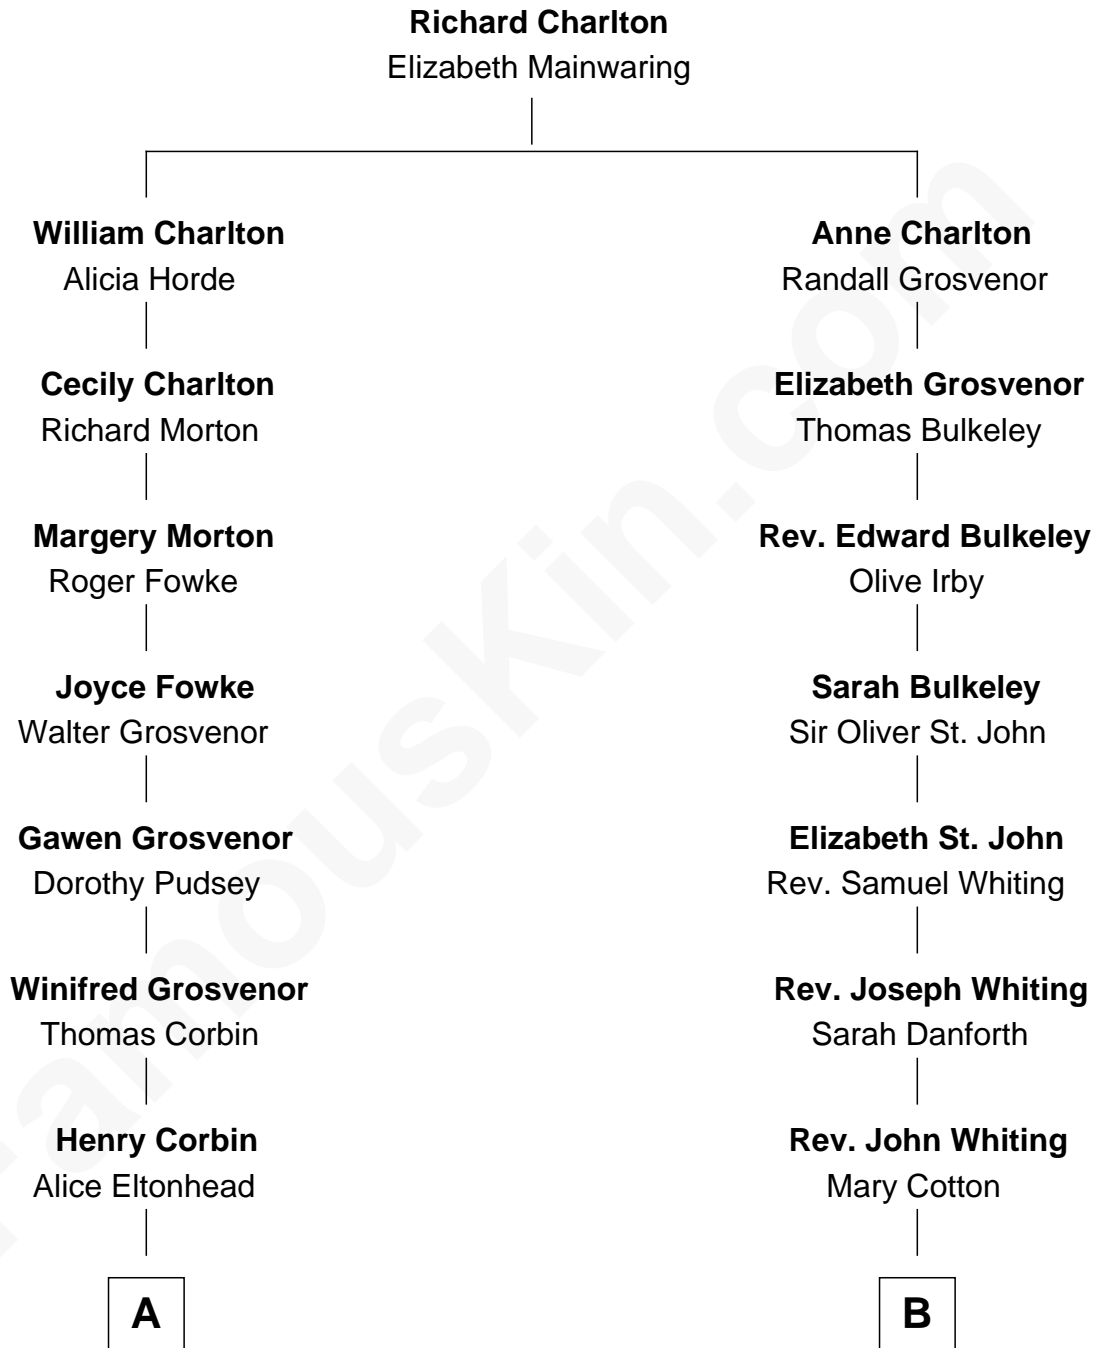 Richard Charlton
Elizabeth Mainwaring
William Charlton
Alicia Horde
Anne Charlton
Randall Grosvenor
Cecily Charlton
Richard Morton
Elizabeth Grosvenor
Thomas Bulkeley
Margery Morton
Roger Fowke
Rev. Edward Bulkeley
Olive Irby
Joyce Fowke
Walter Grosvenor
Sarah Bulkeley
Sir Oliver St. John
Gawen Grosvenor
Dorothy Pudsey
Elizabeth St. John
Rev. Samuel Whiting
Winifred Grosvenor
Thomas Corbin
Rev. Joseph Whiting
Sarah Danforth
Henry Corbin
Alice Eltonhead
Rev. John Whiting
Mary Cotton
A
B
FamousKin.com